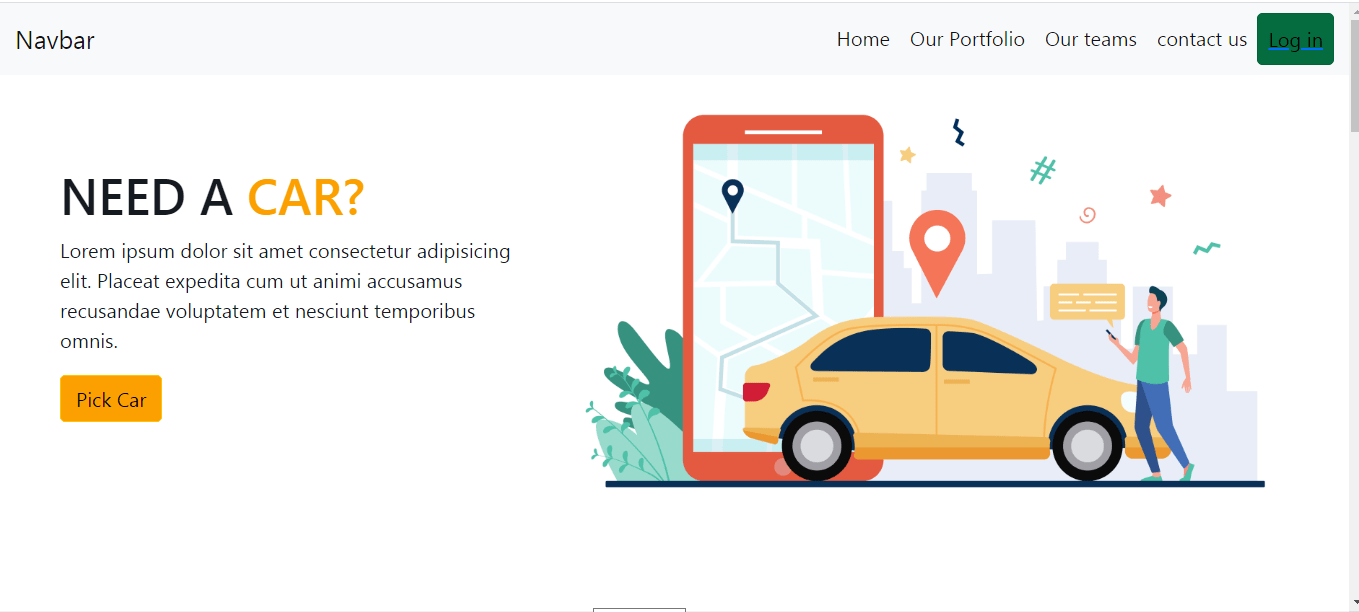 Navbar
Home Our Portfolio Our teams contact us Log in
NEED A CAR?
Lorem ipsum dolor sit amet consectetur adipisicing
elit. Placeat expedita cum ut animi accusamus
recusandae voluptatem et nesciunt temporibus
omnis.
Pick Car
#